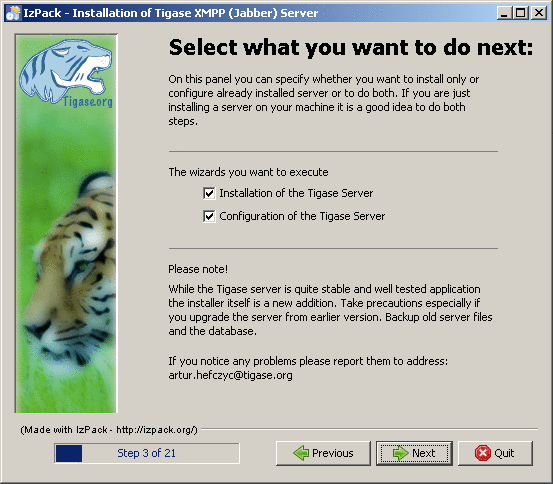 IzPack - Installation of Tigase XMPP (Jabber) Server
Tigase.org
Select what you want to do next:
On this panel you can specify whether you want to install only or
configure already installed server or to do both. If you are just
installing a server on your machine it is a good idea to do both
steps.
The wizards you want to execute
Installation of the Tigase Server
Configuration of the Tigase Server
Please note!
While the Tigase server is quite stable and well tested application
the installer itself is a new addition. Take precautions especially if
you upgrade the server from earlier version. Backup old server files
and the database.
If you notice any problems please report them to address:
artur.hefczyc@tigase.org
(Made with IzPack - http://izpack.org/)
Step 3 of 21
Previous
Next
Quit